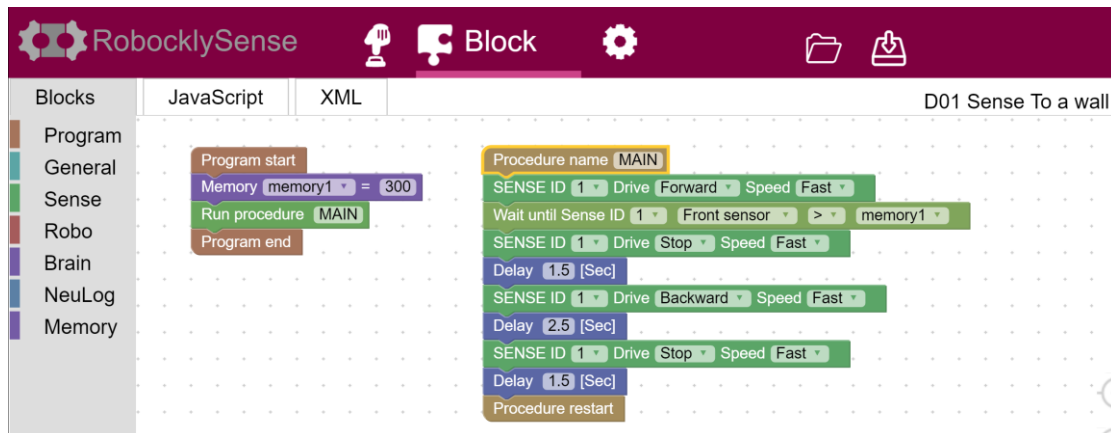 RobocklySense Block
Blocks JavaScript XML D01 Sense To a wall
Program
General
Sense
Robo
Brain
NeuLog
Memory
Program start
Memory memory1 = 300
Run procedure MAIN
Program end
Procedure name MAIN
SENSE ID 1 Drive Forward Speed Fast
Wait until Sense ID 1 Front sensor > memory1
SENSE ID 1 Drive Stop Speed Fast
Delay 1.5 [Sec]
SENSE ID 1 Drive Backward Speed Fast
Delay 2.5 [Sec]
SENSE ID 1 Drive Stop Speed Fast
Delay 1.5 [Sec]
Procedure restart